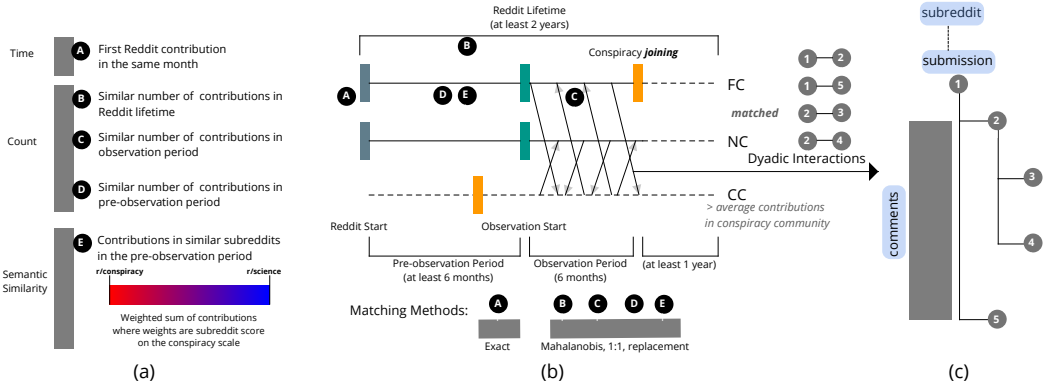 Time
A
First Reddit contribution
in the same month
Count
B
Similar number of contributions in
Reddit lifetime
C
Similar number of contributions in
observation period
D
Similar number of contributions in
pre-observation period
Semantic
Similarity
E
Contributions in similar subreddits
in the pre-observation period
r/conspiracy
r/science
Weighted sum of contributions
where weights are subreddit score
on the conspiracy scale
(a)
Reddit Lifetime
(at least 2 years)
B
Conspiracy joining
A
D
E
C
FC
matched
NC
CC
> average contributions
in conspiracy community
Reddit Start
Observation Start
Pre-observation Period
(at least 6 months)
Observation Period
(6 months)
(at least 1 year)
Matching Methods:
A
B
C
D
E
Exact
Mahalanobis, 1:1, replacement
(b)
1
2
1
5
2
3
2
4
Dyadic Interactions
subreddit
submission
comments
1
2
3
4
5
(c)